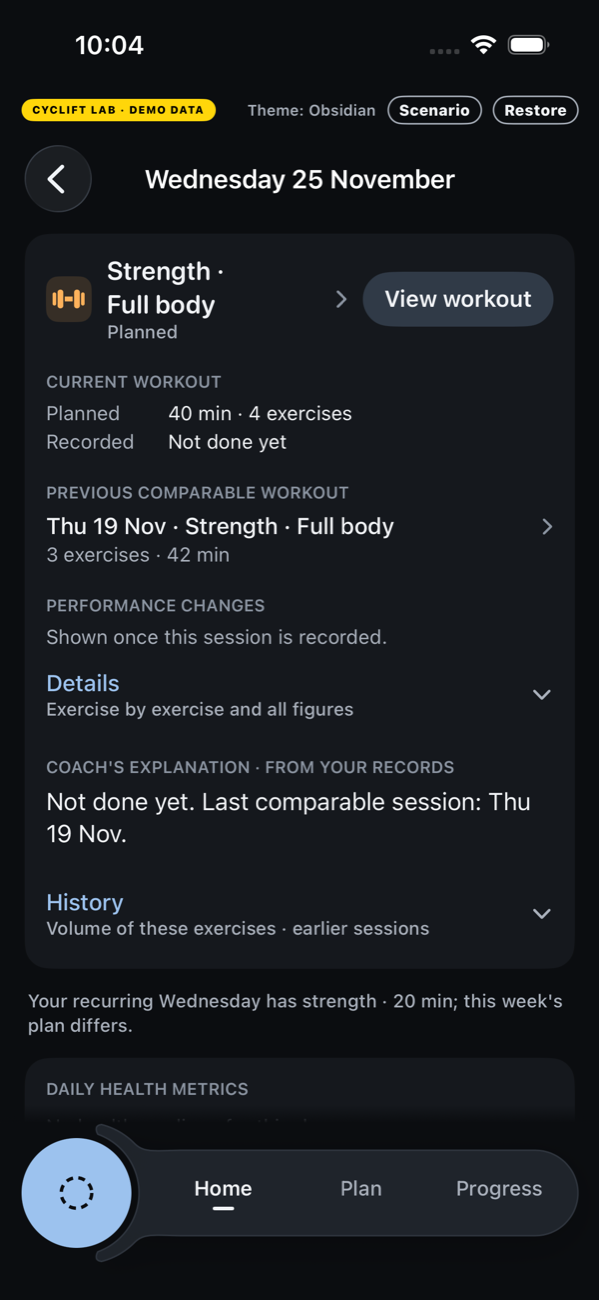 10:04
CYCLIFT LAB · DEMO DATA
Theme: Obsidian
Scenario
Restore
Wednesday 25 November
Strength ·
Full body
Planned
View workout
CURRENT WORKOUT
Planned 40 min · 4 exercises
Recorded Not done yet
PREVIOUS COMPARABLE WORKOUT
Thu 19 Nov · Strength · Full body
3 exercises · 42 min
PERFORMANCE CHANGES
Shown once this session is recorded.
Details
Exercise by exercise and all figures
COACH'S EXPLANATION · FROM YOUR RECORDS
Not done yet. Last comparable session: Thu
19 Nov.
History
Volume of these exercises · earlier sessions
Your recurring Wednesday has strength · 20 min; this week's
plan differs.
DAILY HEALTH METRICS
Home
Plan
Progress